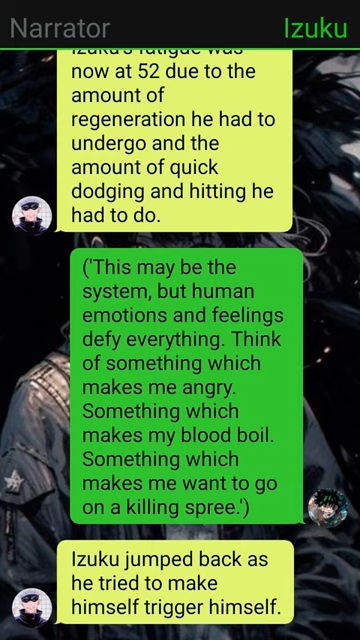 Narrator
Izuku
Izuku's fatigue was
now at 52 due to the
amount of
regeneration he had to
undergo and the
amount of quick
dodging and hitting he
had to do.
('This may be the
system, but human
emotions and feelings
defy everything. Think
of something which
makes me angry.
Something which
makes my blood boil.
Something which
makes me want to go
on a killing spree.')
Izuku jumped back as
he tried to make
himself trigger himself.